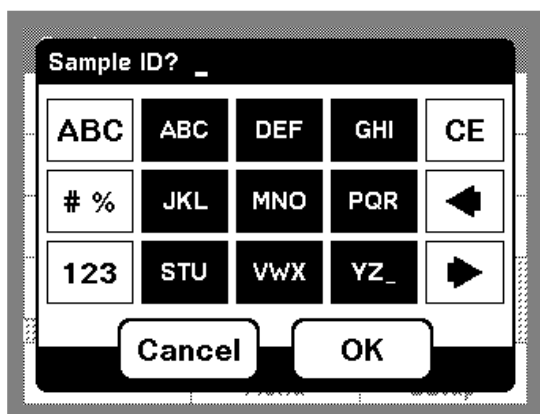 Sample ID? _
ABC ABC DEF GHI CE
# % JKL MNO PQR
123 STU VWX YZ_
Cancel OK